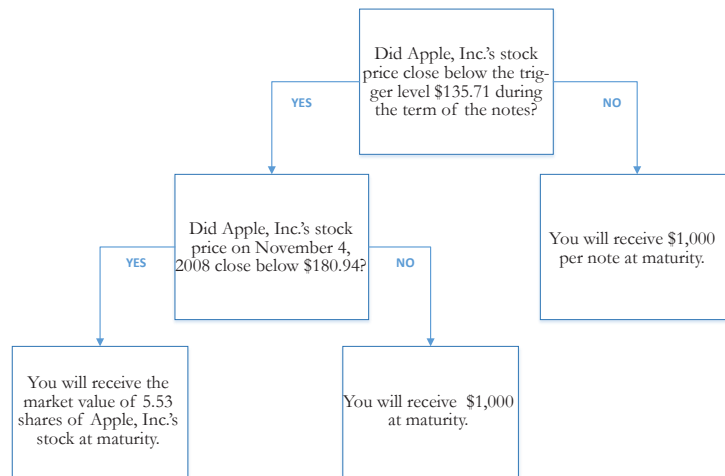 Did Apple, Inc.'s stock
price close below the trig-
ger level $135.71 during
the term of the notes?
YES
NO
Did Apple, Inc.'s stock
price on November 4,
2008 close below $180.94?
You will receive $1,000
per note at maturity.
YES
NO
You will receive the
market value of 5.53
shares of Apple, Inc.'s
stock at maturity.
You will receive $1,000
at maturity.